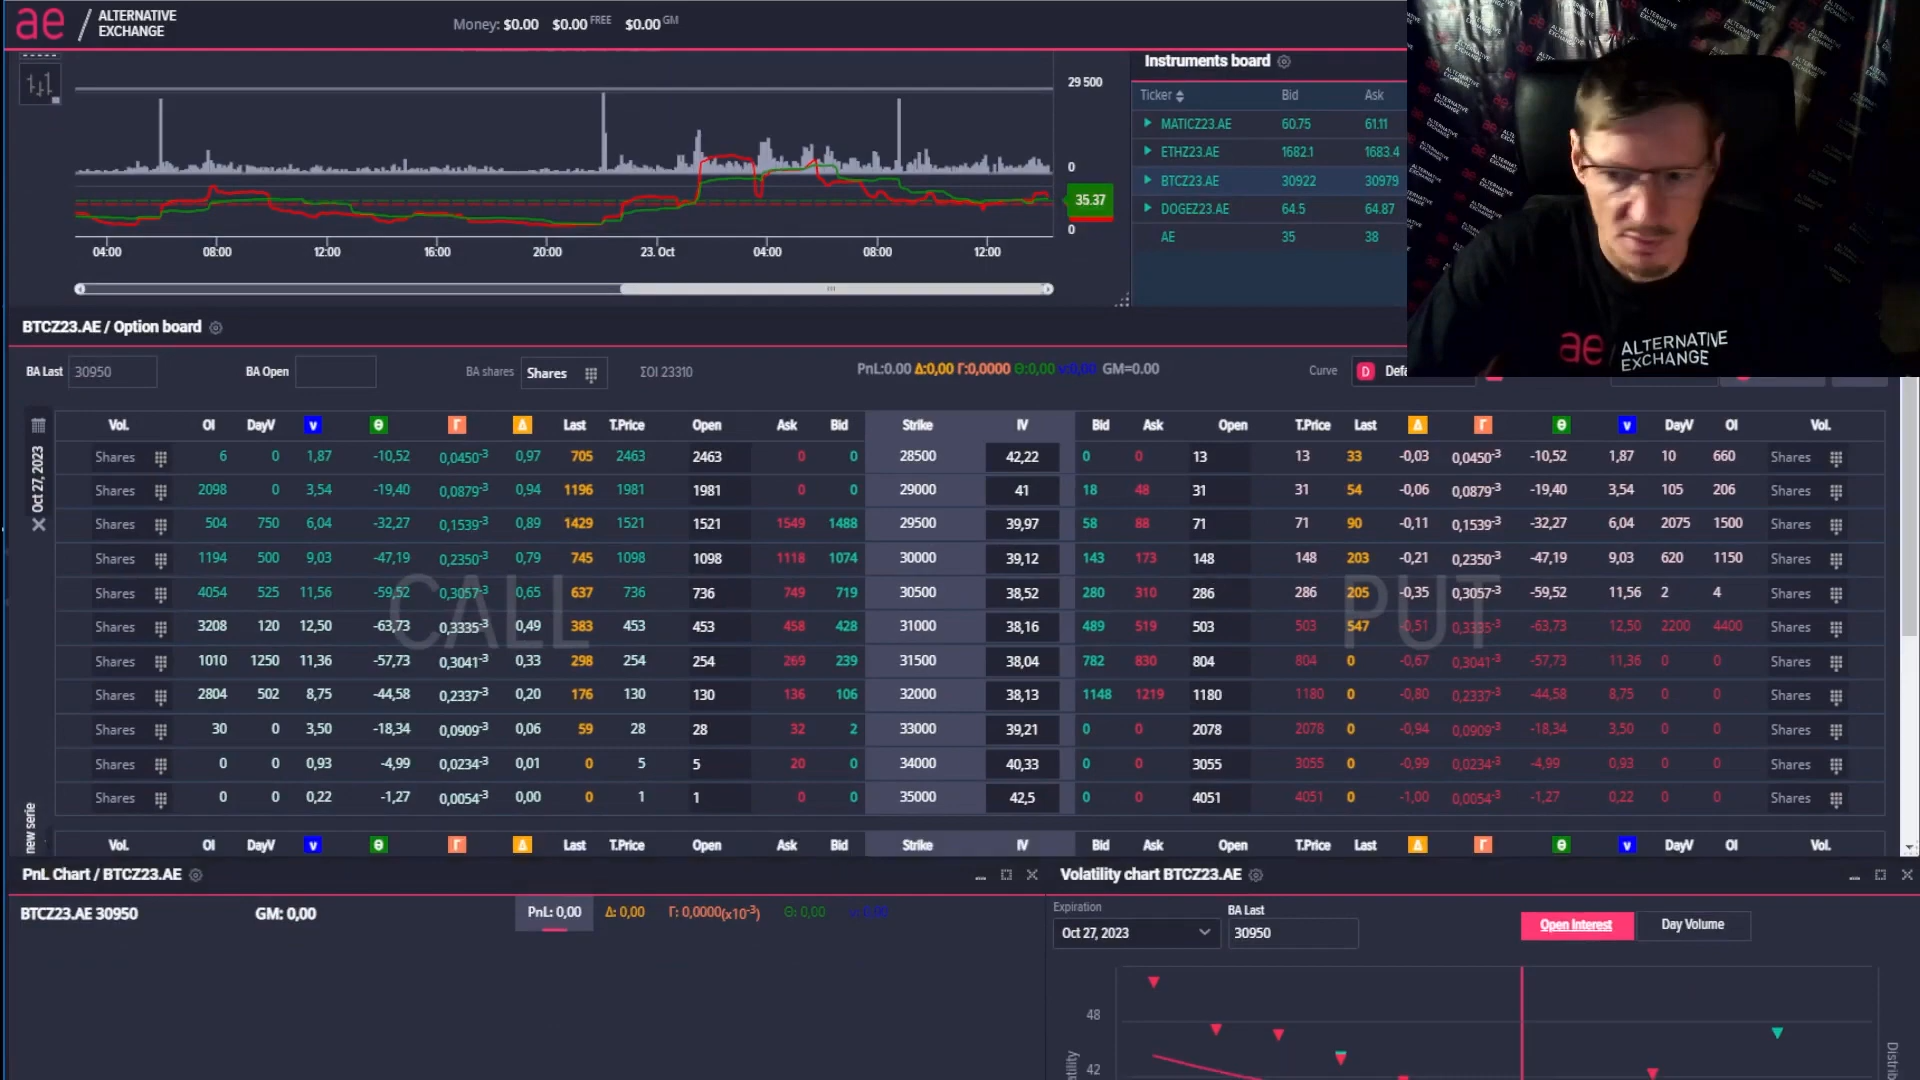 ae / ALTERNATIVE EXCHANGE
Money: $0.00 $0.00 FREE $0.00 GM
29 500
0
35.37
0
04:00 08:00 12:00 16:00 20:00 23. Oct 04:00 08:00 12:00
Instruments board
Ticker Bid Ask
MATICZ23.AE 60.75 61.11
ETHZ23.AE 1682.1 1683.4
BTCZ23.AE 30922 30979
DOGEZ23.AE 64.5 64.87
AE 35 38
ae ALTERNATIVE EXCHANGE
BTCZ23.AE / Option board
BA Last 30950 BA Open BA shares Shares ΣOI 23310 PnL:0.00 Δ:0,00 Γ:0,0000 Θ:0,00 ν:0,00 GM=0.00 Curve D Defa
Oct 27, 2023
new serie
CALL PUT
Vol. OI DayV ν Θ Γ Δ Last T.Price Open Ask Bid Strike IV Bid Ask Open T.Price Last Δ Γ Θ ν DayV OI Vol.
Shares 6 0 1,87 -10,52 0,0450-3 0,97 705 2463 2463 0 0 28500 42,22 0 0 13 13 33 -0,03 0,0450-3 -10,52 1,87 10 660 Shares
Shares 2098 0 3,54 -19,40 0,0879-3 0,94 1196 1981 1981 0 0 29000 41 18 48 31 31 54 -0,06 0,0879-3 -19,40 3,54 105 206 Shares
Shares 504 750 6,04 -32,27 0,1539-3 0,89 1429 1521 1521 1549 1488 29500 39,97 58 88 71 71 90 -0,11 0,1539-3 -32,27 6,04 2075 1500 Shares
Shares 1194 500 9,03 -47,19 0,2350-3 0,79 745 1098 1098 1118 1074 30000 39,12 143 173 148 148 203 -0,21 0,2350-3 -47,19 9,03 620 1150 Shares
Shares 4054 525 11,56 -59,52 0,3057-3 0,65 637 736 736 749 719 30500 38,52 280 310 286 286 205 -0,35 0,3057-3 -59,52 11,56 2 4 Shares
Shares 3208 120 12,50 -63,73 0,3335-3 0,49 383 453 453 458 428 31000 38,16 489 519 503 503 547 -0,51 0,3335-3 -63,73 12,50 2200 4400 Shares
Shares 1010 1250 11,36 -57,73 0,3041-3 0,33 298 254 254 269 239 31500 38,04 782 830 804 804 0 -0,67 0,3041-3 -57,73 11,36 0 0 Shares
Shares 2804 502 8,75 -44,58 0,2337-3 0,20 176 130 130 136 106 32000 38,13 1148 1219 1180 1180 0 -0,80 0,2337-3 -44,58 8,75 0 0 Shares
Shares 30 0 3,50 -18,34 0,0909-3 0,06 59 28 28 32 2 33000 39,21 0 0 2078 2078 0 -0,94 0,0909-3 -18,34 3,50 0 0 Shares
Shares 0 0 0,93 -4,99 0,0234-3 0,01 0 5 5 20 0 34000 40,33 0 0 3055 3055 0 -0,99 0,0234-3 -4,99 0,93 0 0 Shares
Shares 0 0 0,22 -1,27 0,0054-3 0,00 0 1 1 0 0 35000 42,5 0 0 4051 4051 0 -1,00 0,0054-3 -1,27 0,22 0 0 Shares
Vol. OI DayV ν Θ Γ Δ Last T.Price Open Ask Bid Strike IV Bid Ask Open T.Price Last Δ Γ Θ ν DayV OI Vol.
PnL Chart / BTCZ23.AE
BTCZ23.AE 30950 GM: 0,00 PnL: 0,00 Δ: 0,00 Γ: 0,0000(x10-3) Θ: 0,00 ν: 0,00
Volatility chart BTCZ23.AE
Expiration BA Last
Oct 27, 2023 30950 Open Interest Day Volume
48
42